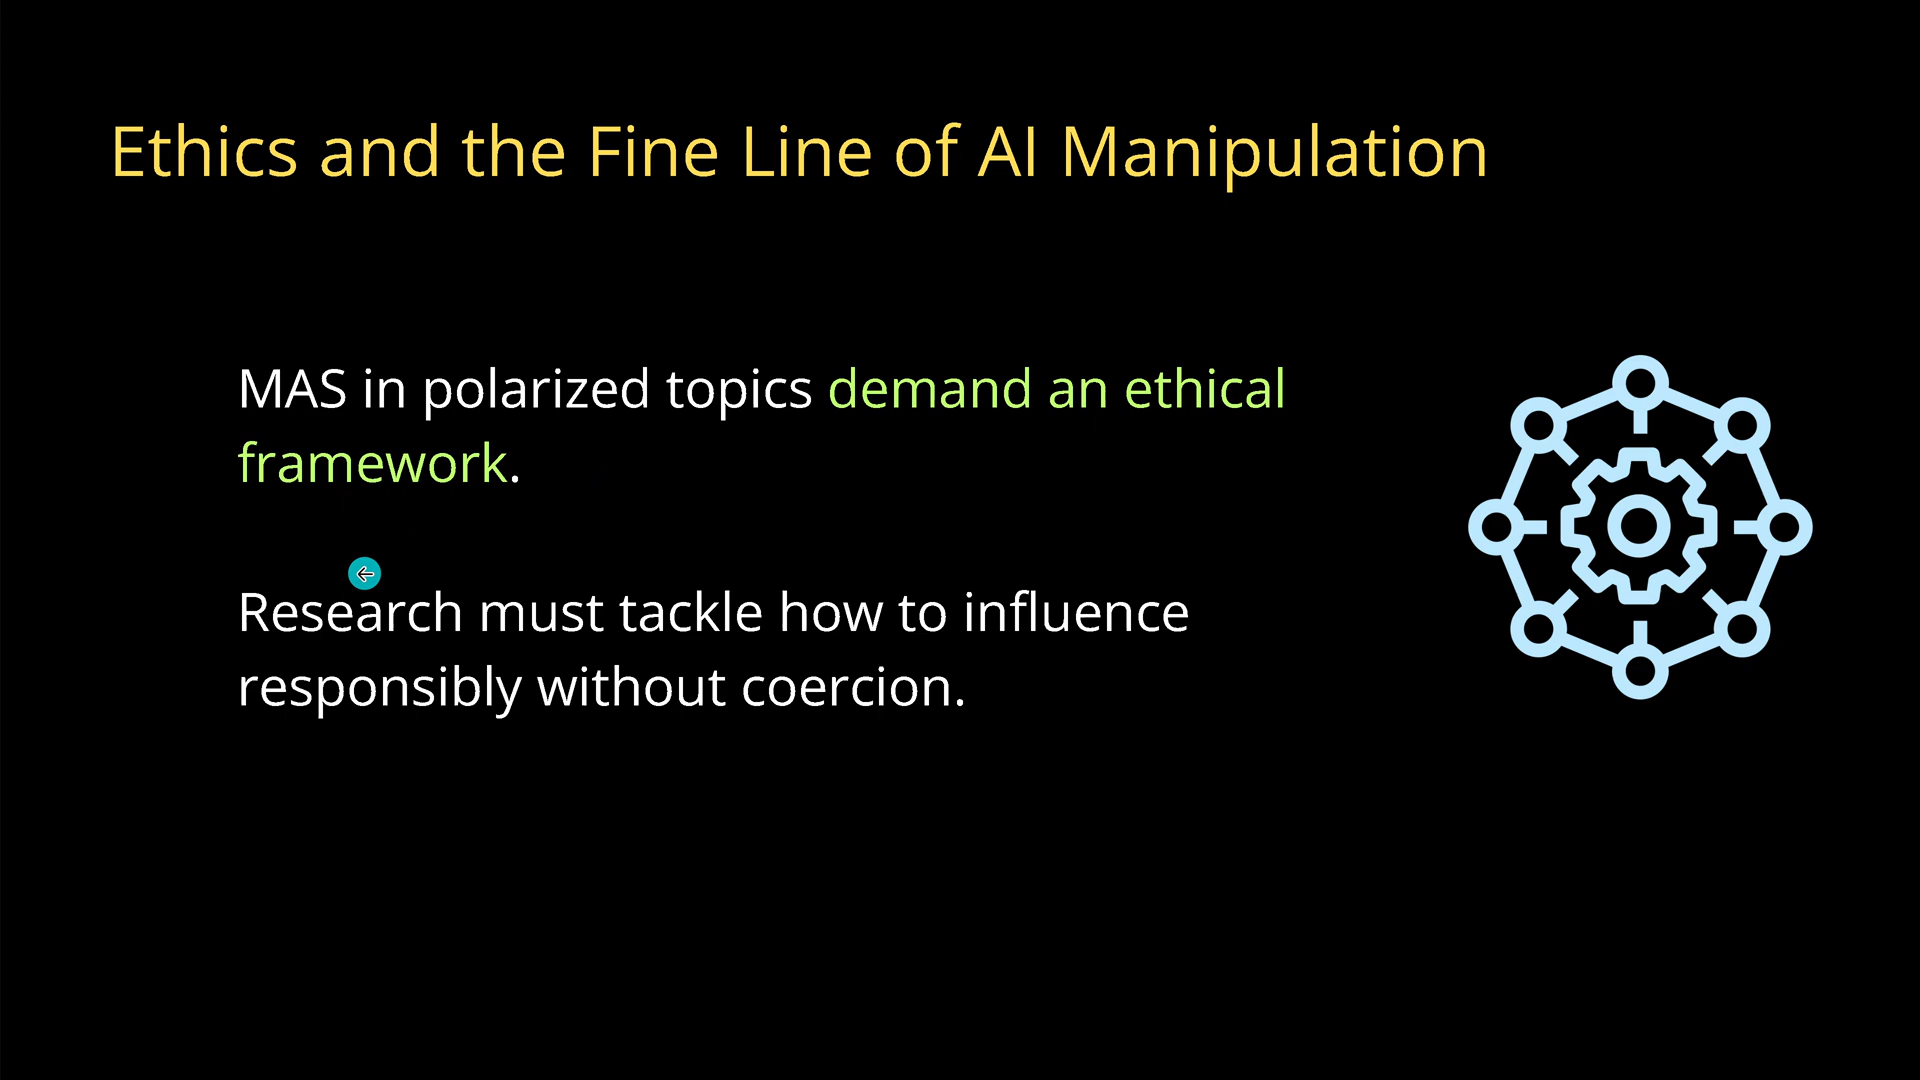 Ethics and the Fine Line of AI Manipulation
MAS in polarized topics demand an ethical
framework.
Research must tackle how to influence
responsibly without coercion.